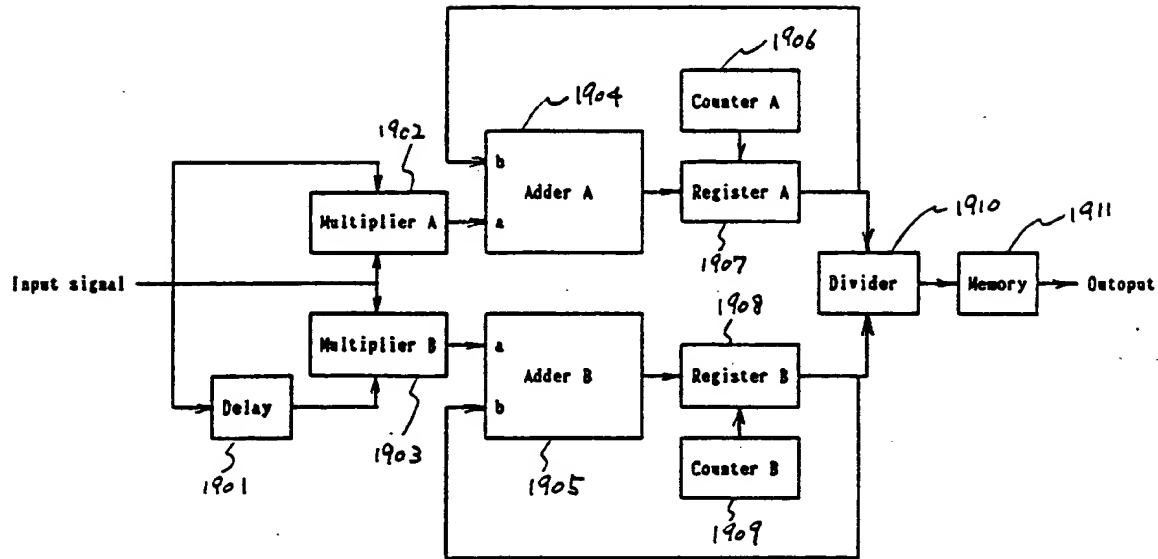 1906
Counter A
1904
1902
b
Adder A
Register A
Multiplier A
a
1910
1911
1907
Input signal
Divider
Memory
Outoput
1908
Multiplier B
a
Adder B
Register B
Delay
b
1903
Counter B
1901
1905
1909